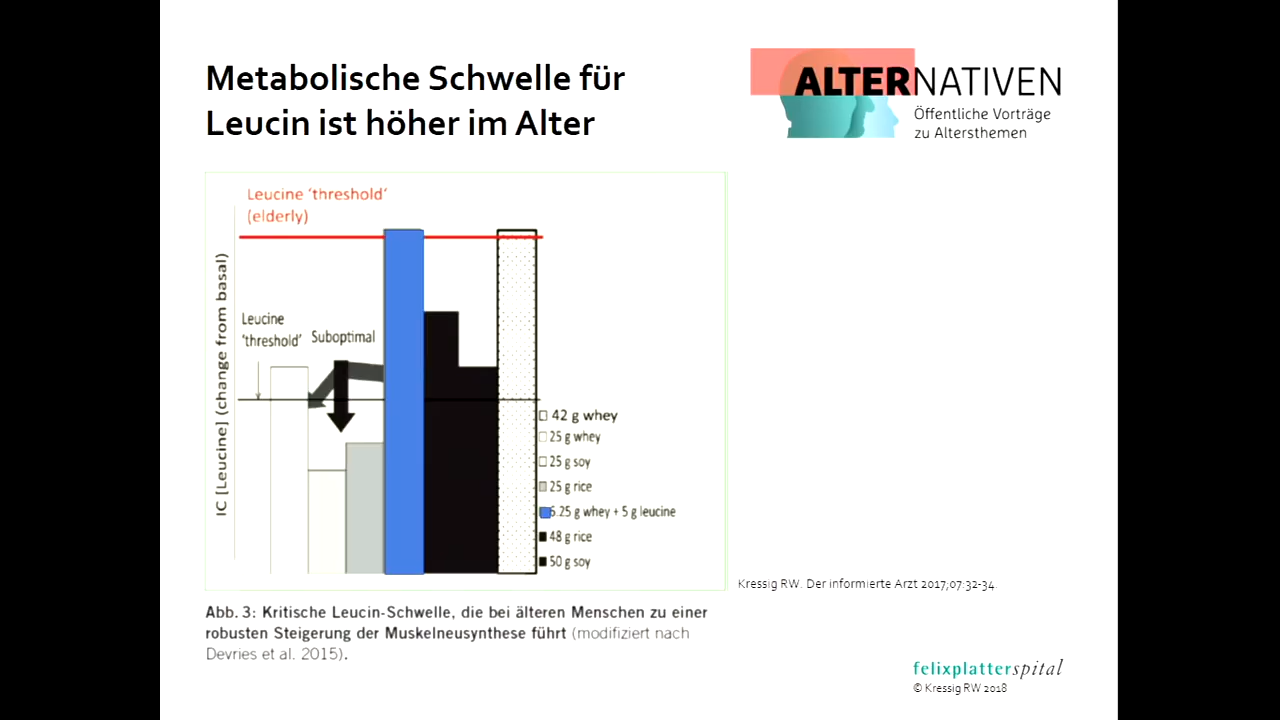 Metabolische Schwelle für
Leucin ist höher im Alter
ALTERNATIVEN
Öffentliche Vorträge
zu Altersthemen
Leucine ‘threshold’
(elderly)
IC [Leucine] (change from basal)
Leucine
‘threshold’
Suboptimal
42 g whey
25 g whey
25 g soy
25 g rice
6.25 g whey + 5 g leucine
48 g rice
50 g soy
Kressig RW. Der informierte Arzt 2017;07:32-34.
Abb. 3: Kritische Leucin-Schwelle, die bei älteren Menschen zu einer
robusten Steigerung der Muskelneusynthese führt (modifiziert nach
Devries et al. 2015).
felixplatterspital
© Kressig RW 2018